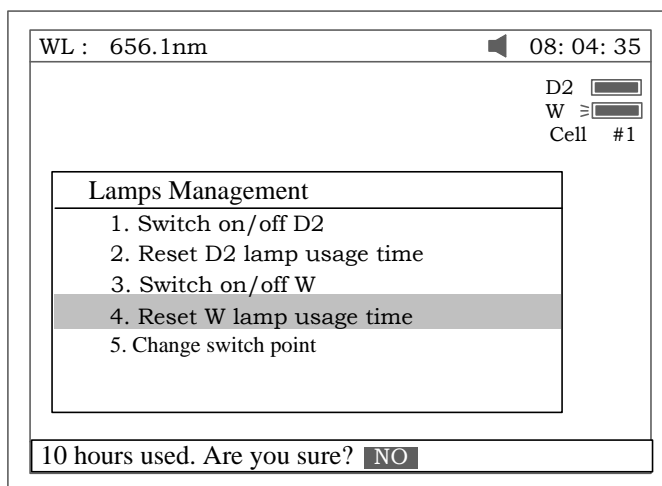 WL : 656.1nm 08: 04: 35
D2
W
Cell #1
Lamps Management
1. Switch on/off D2
2. Reset D2 lamp usage time
3. Switch on/off W
4. Reset W lamp usage time
5. Change switch point
10 hours used. Are you sure? NO